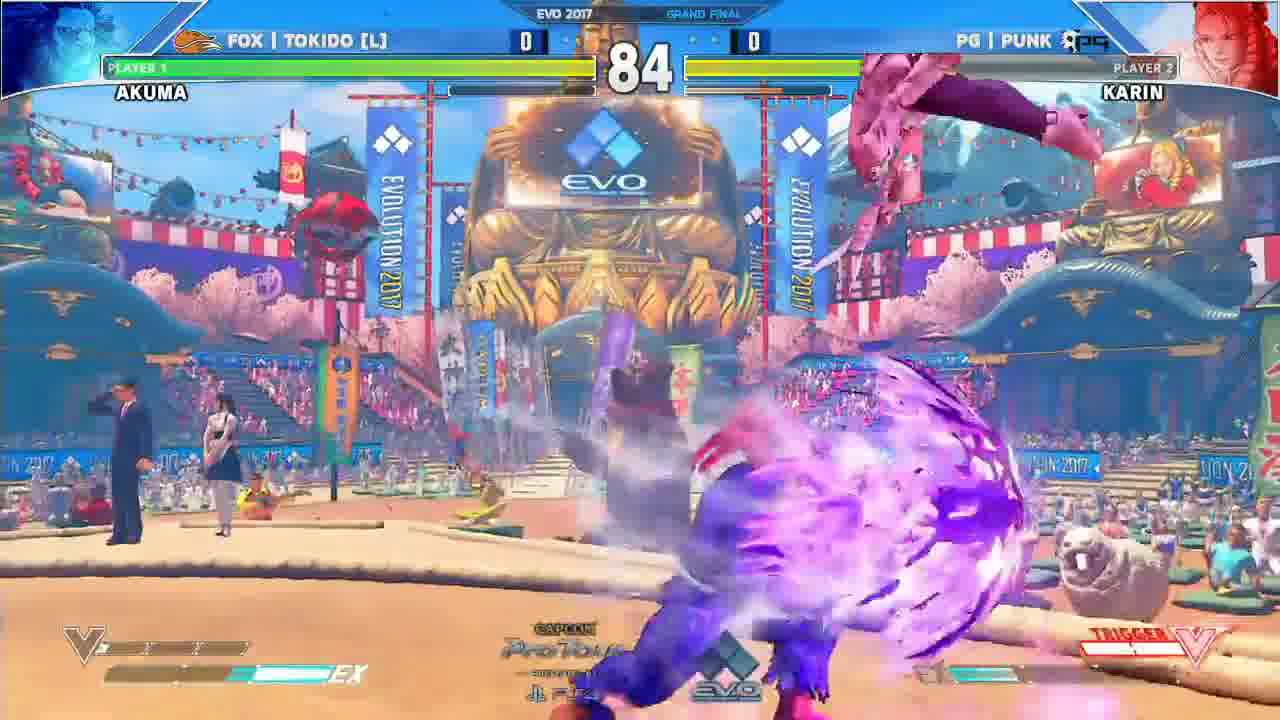 EVO 2017 GRAND FINAL
FOX | TOKIDO [L] 0 84 0 PG | PUNK
PLAYER 1 PLAYER 2
AKUMA KARIN
EVO
EVOLUTION 2017
EVOLUTION 2017
TRIGGER
V
EX
CAPCOM
PRO TOUR
EVO